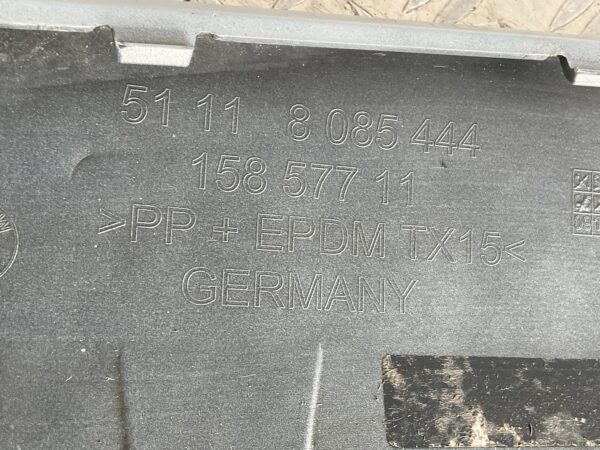 51 11 8 085 444
158 577 11
>PP + EPDM TX15<
GERMANY